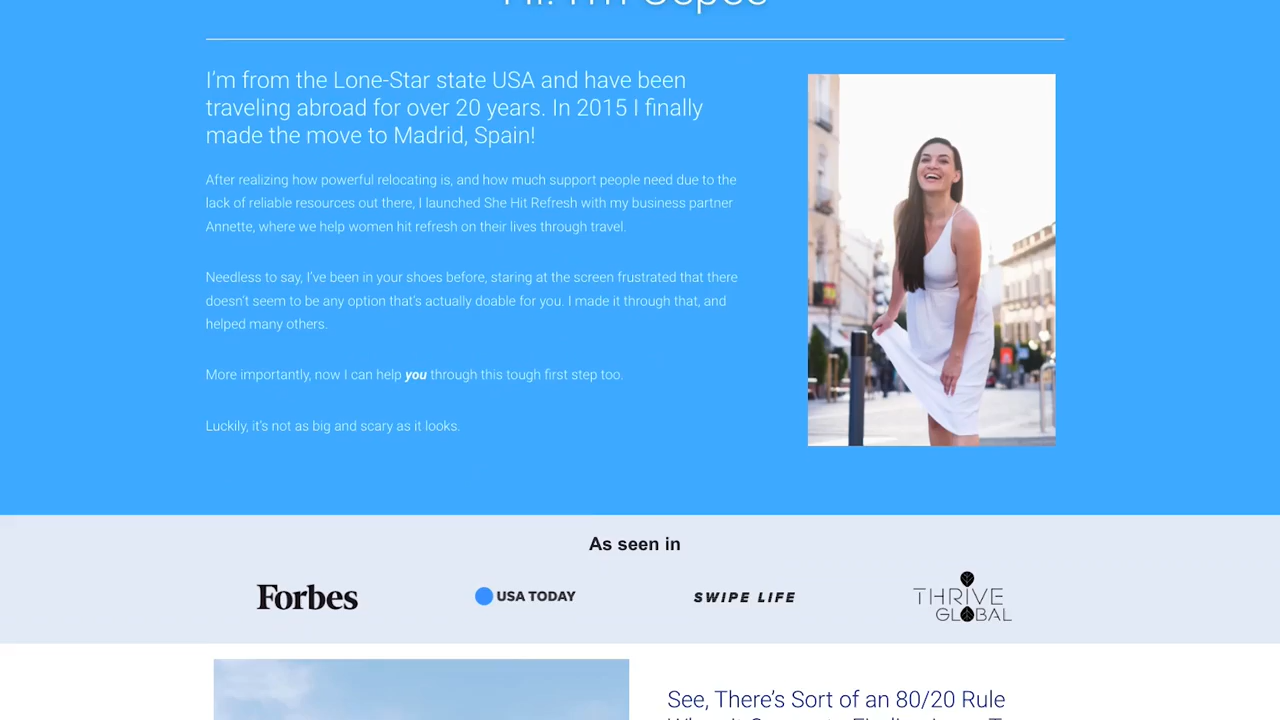 I'm from the Lone-Star state USA and have been
traveling abroad for over 20 years. In 2015 I finally
made the move to Madrid, Spain!
After realizing how powerful relocating is, and how much support people need due to the
lack of reliable resources out there, I launched She Hit Refresh with my business partner
Annette, where we help women hit refresh on their lives through travel.
Needless to say, I've been in your shoes before, staring at the screen frustrated that there
doesn't seem to be any option that's actually doable for you. I made it through that, and
helped many others.
More importantly, now I can help you through this tough first step too.
Luckily, it's not as big and scary as it looks.
As seen in
Forbes
USA TODAY
SWIPE LIFE
THRIVE
GLOBAL
See, There's Sort of an 80/20 Rule